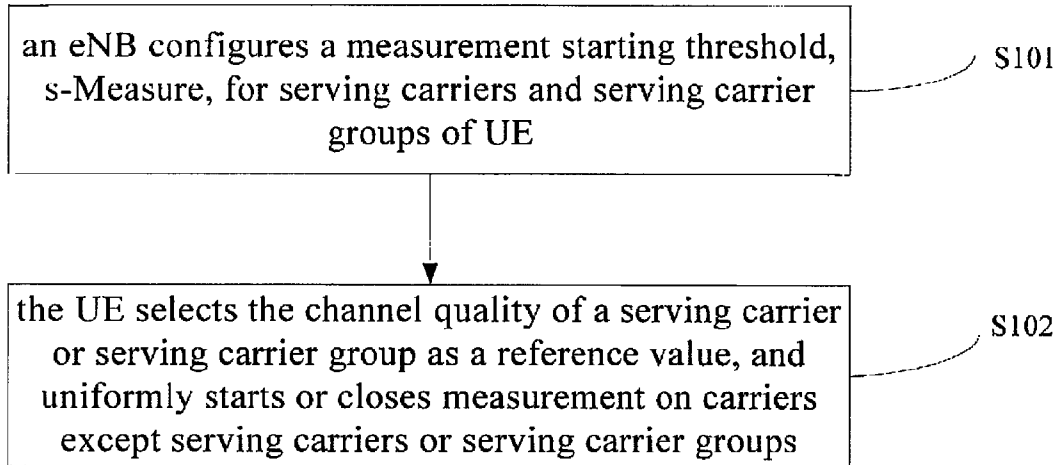 an eNB configures a measurement starting threshold,
s-Measure, for serving carriers and serving carrier
groups of UE
S101
the UE selects the channel quality of a serving carrier
or serving carrier group as a reference value, and
uniformly starts or closes measurement on carriers
except serving carriers or serving carrier groups
S102